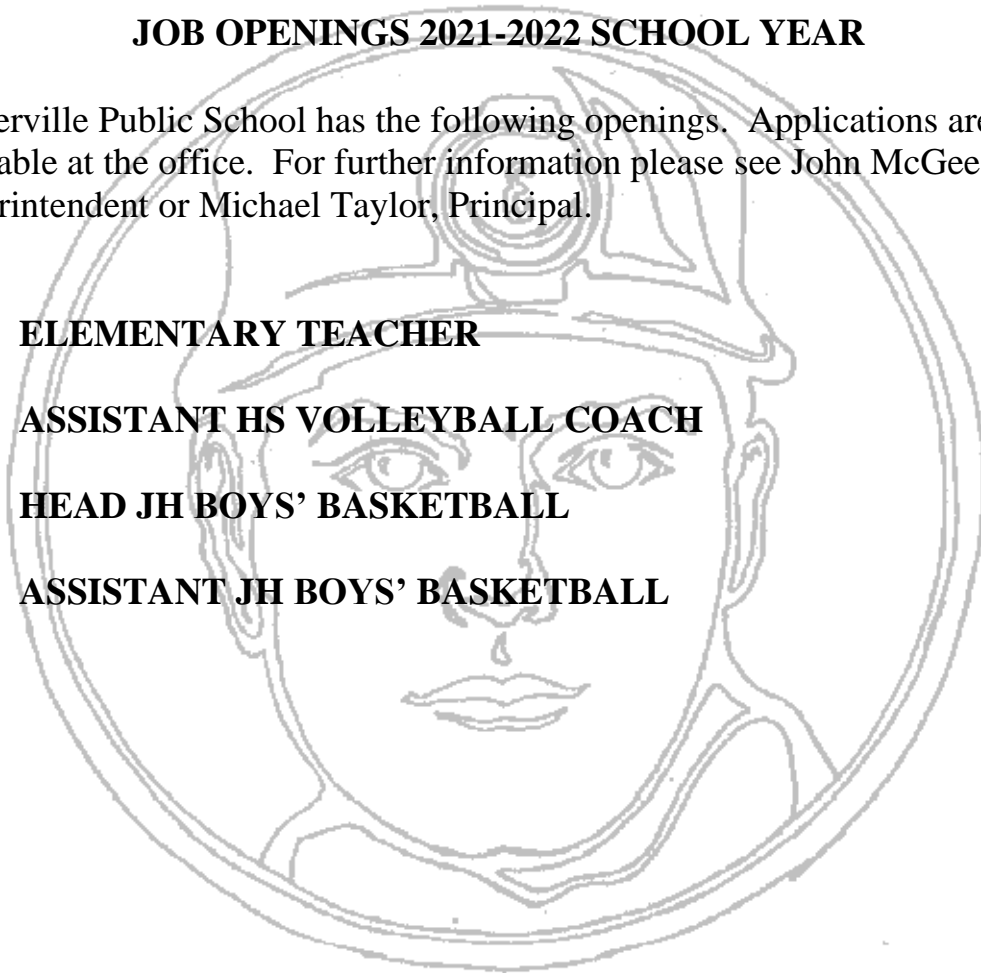 JOB OPENINGS 2021-2022 SCHOOL YEAR
erville Public School has the following openings. Applications are
able at the office. For further information please see John McGee
rintendent or Michael Taylor, Principal.
ELEMENTARY TEACHER
ASSISTANT HS VOLLEYBALL COACH
HEAD JH BOYS’ BASKETBALL
ASSISTANT JH BOYS’ BASKETBALL